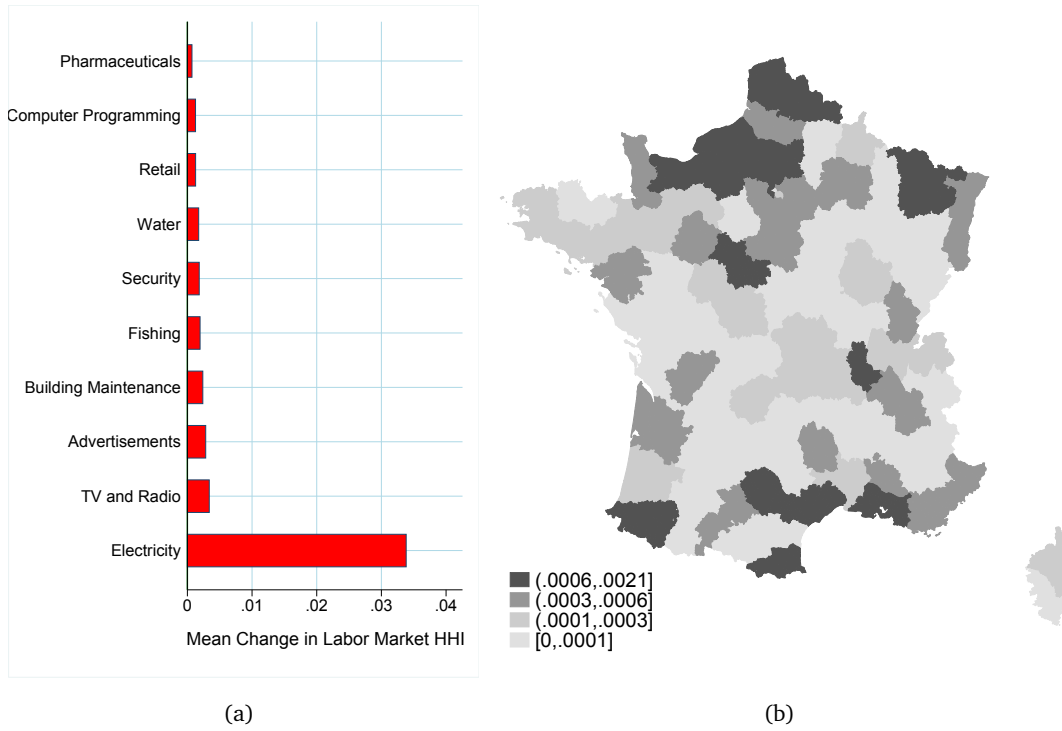 Pharmaceuticals
Computer Programming
Retail
Water
Security
Fishing
Building Maintenance
Advertisements
TV and Radio
Electricity
0 .01 .02 .03 .04
Mean Change in Labor Market HHI
(a)
(.0006,.0021]
(.0003,.0006]
(.0001,.0003]
[0,.0001]
(b)